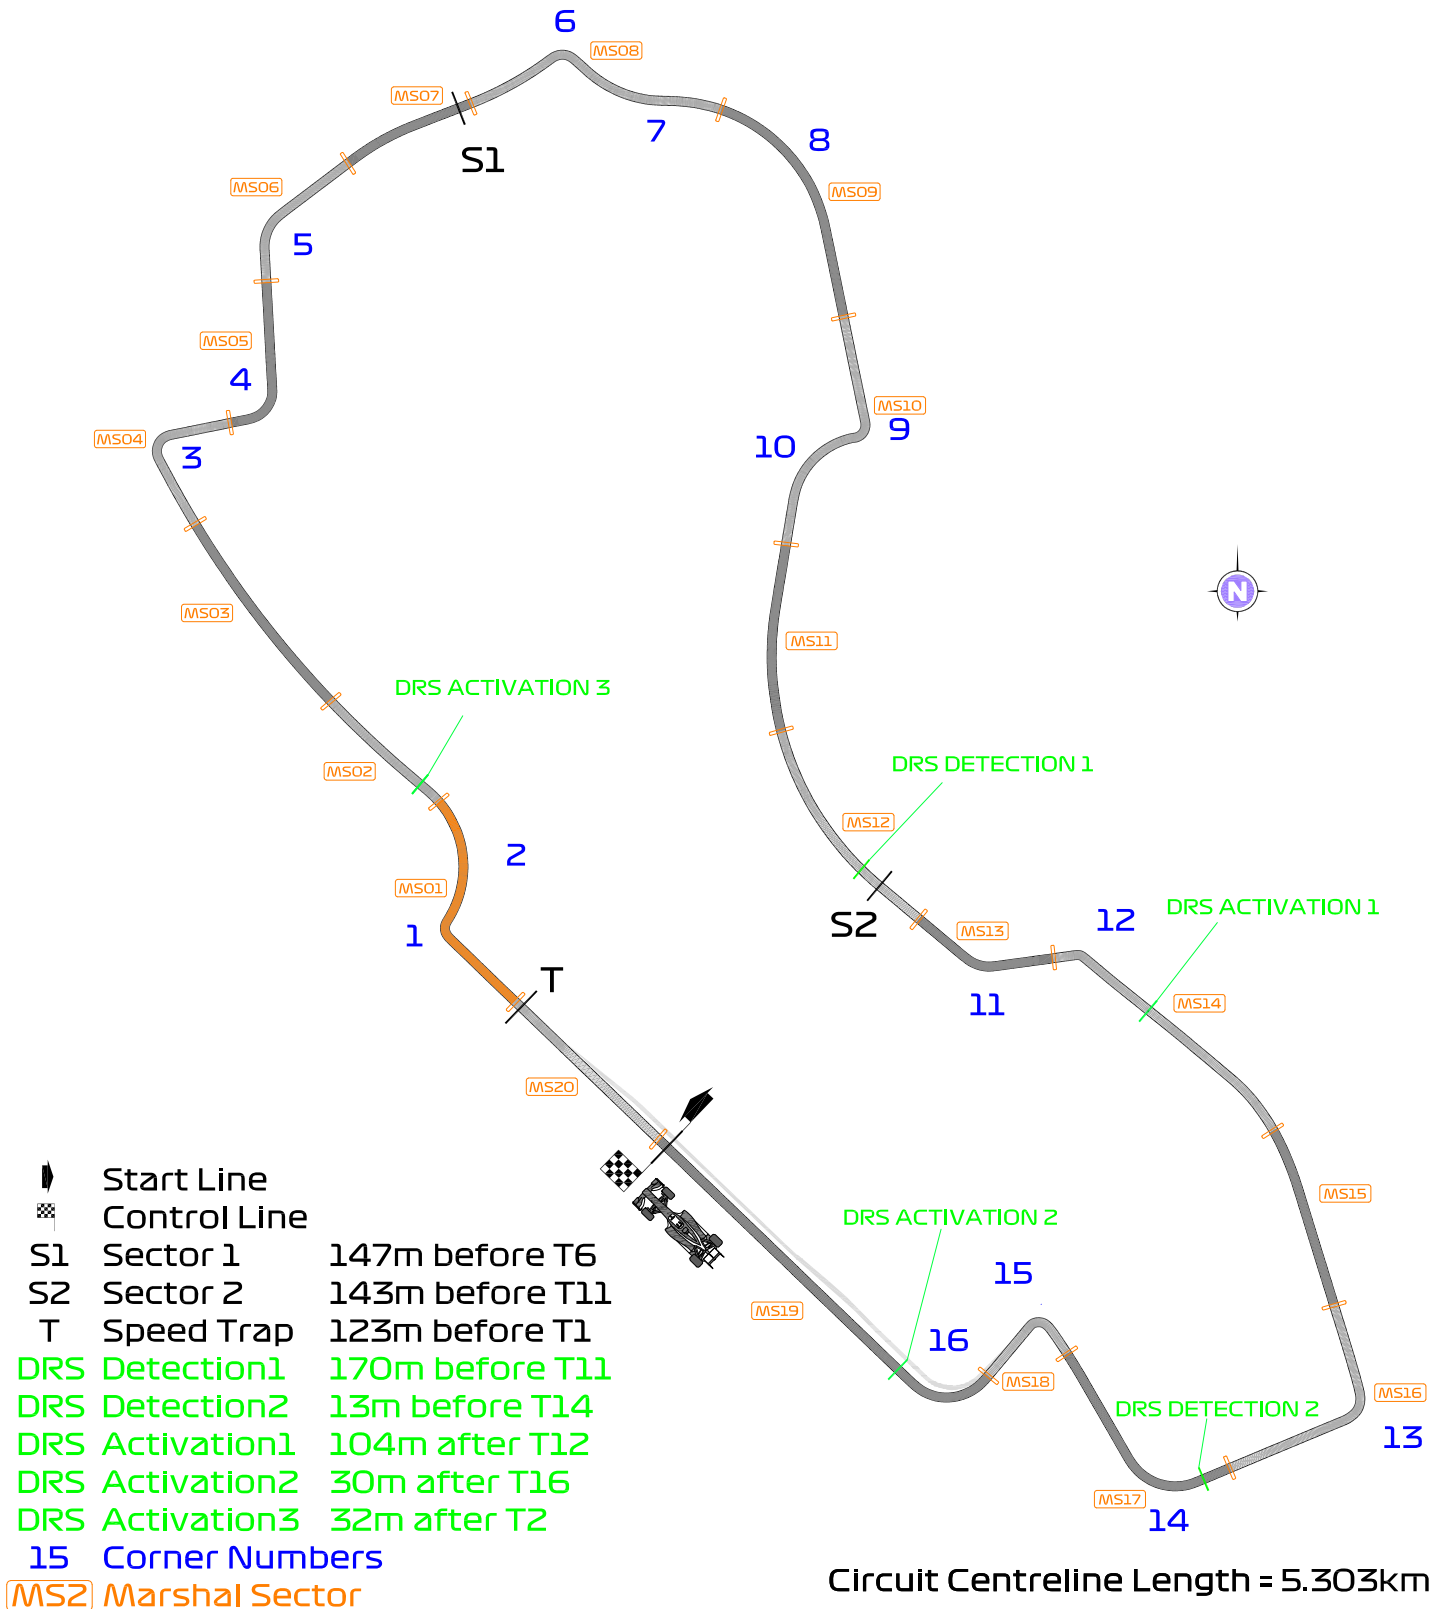 6
MS08
MS07
7
8
S1
MS06
MS09
5
MS05
4
MS10
9
MS04
3
10
N
MS03
MS11
DRS ACTIVATION 3
DRS DETECTION 1
MS02
MS12
2
MS01
DRS ACTIVATION 1
12
S2
MS13
1
T
11
MS14
MS20
MS15
DRS ACTIVATION 2
15
MS19
16
MS18
MS16
DRS DETECTION 2
13
MS17
14
Start Line
Control Line
S1 Sector 1 147m before T6
S2 Sector 2 143m before T11
T Speed Trap 123m before T1
DRS Detection1 170m before T11
DRS Detection2 13m before T14
DRS Activation1 104m after T12
DRS Activation2 30m after T16
DRS Activation3 32m after T2
15 Corner Numbers
MS2 Marshal Sector
Circuit Centreline Length = 5.303km